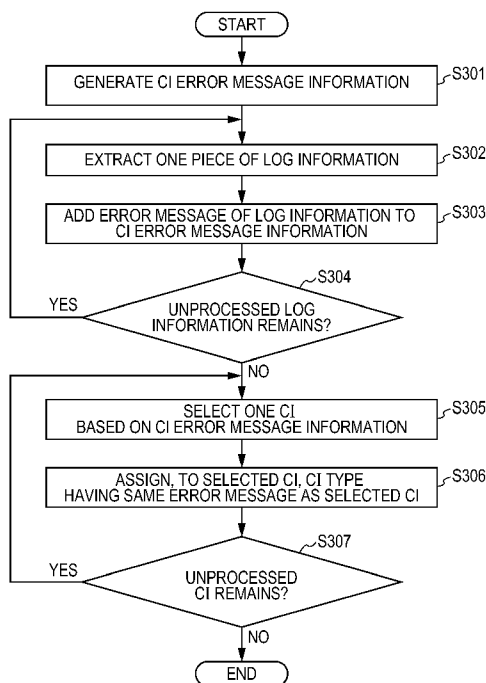 START
GENERATE CI ERROR MESSAGE INFORMATION
S301
EXTRACT ONE PIECE OF LOG INFORMATION
S302
ADD ERROR MESSAGE OF LOG INFORMATION TO
CI ERROR MESSAGE INFORMATION
S303
S304
YES
UNPROCESSED LOG
INFORMATION REMAINS?
NO
SELECT ONE CI
BASED ON CI ERROR MESSAGE INFORMATION
S305
ASSIGN, TO SELECTED CI, CI TYPE
HAVING SAME ERROR MESSAGE AS SELECTED CI
S306
S307
YES
UNPROCESSED
CI REMAINS?
NO
END